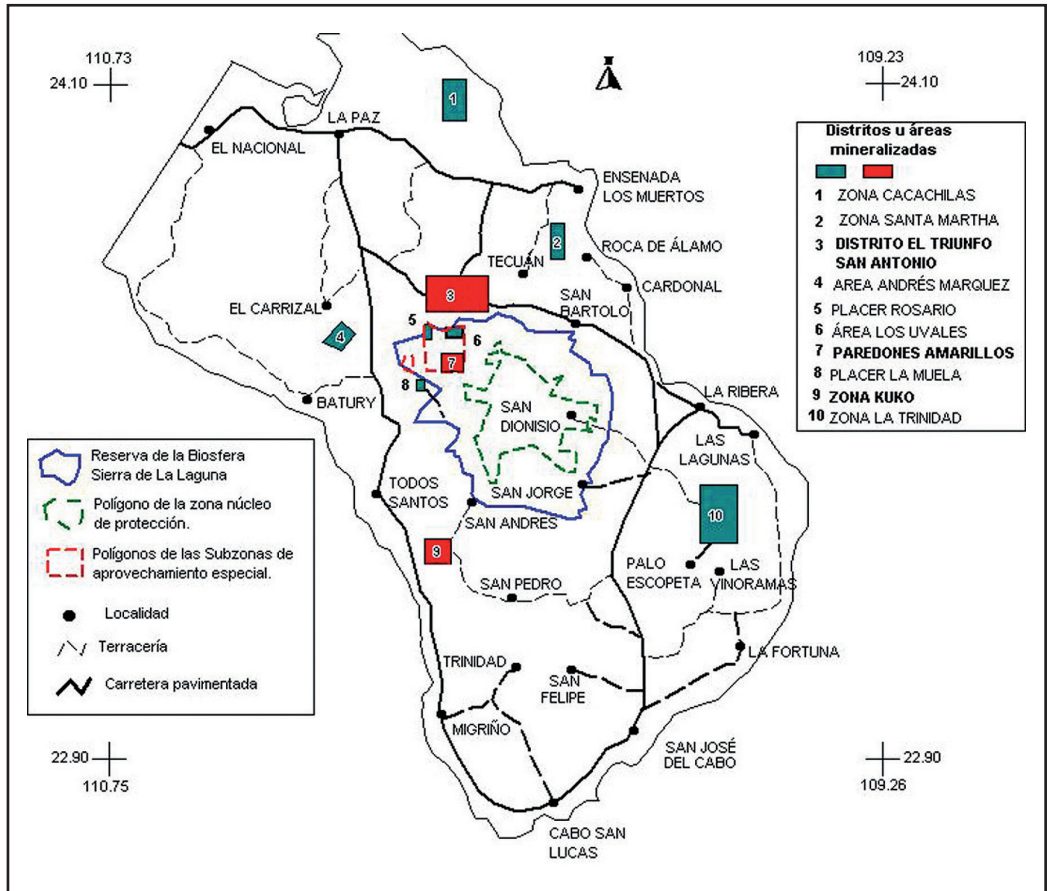 110.73
24.10
109.23
24.10
1
LA PAZ
EL NACIONAL
ENSENADA
LOS MUERTOS
2
ROCA DE ÁLAMO
TECUÁN
CARDONAL
3
SAN
BARTOLO
EL CARRIZAL
4
5
6
7
8
BATURY
SAN
DIONISIO
LA RIBERA
LAS
LAGUNAS
TODOS
SANTOS
SAN JORGE
SAN ANDRES
10
9
PALO
ESCOPETA
LAS
VINORAMAS
SAN PEDRO
TRINIDAD
SAN
FELIPE
LA FORTUNA
MIGRIÑO
SAN JOSÉ
DEL CABO
CABO SAN
LUCAS
22.90
110.75
22.90
109.26
Distritos u áreas
mineralizadas
1 ZONA CACACHILAS
2 ZONA SANTA MARTHA
3 DISTRITO EL TRIUNFO
SAN ANTONIO
4 AREA ANDRÉS MARQUEZ
5 PLACER ROSARIO
6 ÁREA LOS UVALES
7 PAREDONES AMARILLOS
8 PLACER LA MUELA
9 ZONA KUKO
10 ZONA LA TRINIDAD
Reserva de la Biosfera
Sierra de La Laguna
Polígono de la zona núcleo
de protección.
Polígonos de las Subzonas de
aprovechamiento especial.
Localidad
Terracería
Carretera pavimentada